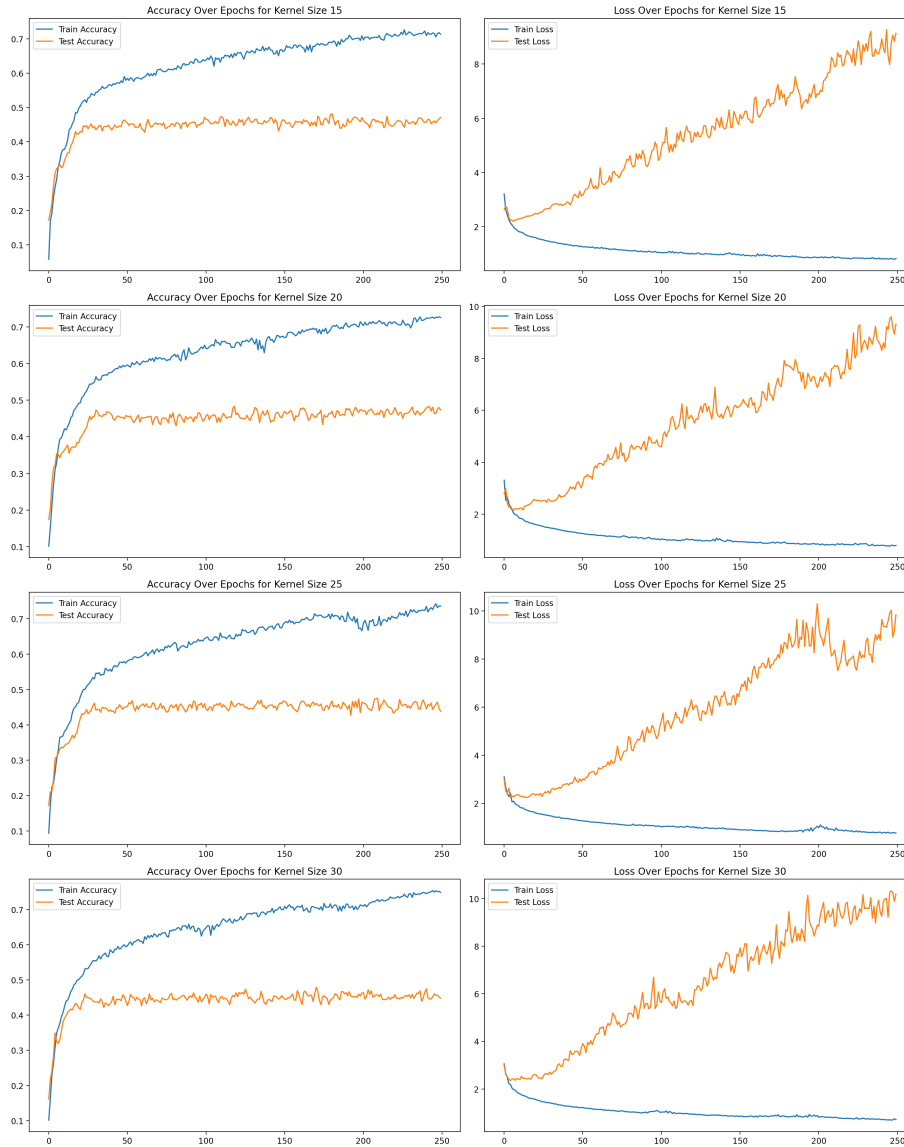 Accuracy Over Epochs for Kernel Size 15
Train Accuracy
Test Accuracy
0.7
0.6
0.5
0.4
0.3
0.2
0.1
0 50 100 150 200 250
Loss Over Epochs for Kernel Size 15
Train Loss
Test Loss
8
6
4
2
0 50 100 150 200 250
Accuracy Over Epochs for Kernel Size 20
Train Accuracy
Test Accuracy
0.7
0.6
0.5
0.4
0.3
0.2
0.1
0 50 100 150 200 250
Loss Over Epochs for Kernel Size 20
Train Loss
Test Loss
10
8
6
4
2
0 50 100 150 200 250
Accuracy Over Epochs for Kernel Size 25
Train Accuracy
Test Accuracy
0.7
0.6
0.5
0.4
0.3
0.2
0.1
0 50 100 150 200 250
Loss Over Epochs for Kernel Size 25
Train Loss
Test Loss
10
8
6
4
2
0 50 100 150 200 250
Accuracy Over Epochs for Kernel Size 30
Train Accuracy
Test Accuracy
0.7
0.6
0.5
0.4
0.3
0.2
0.1
0 50 100 150 200 250
Loss Over Epochs for Kernel Size 30
Train Loss
Test Loss
10
8
6
4
2
0 50 100 150 200 250